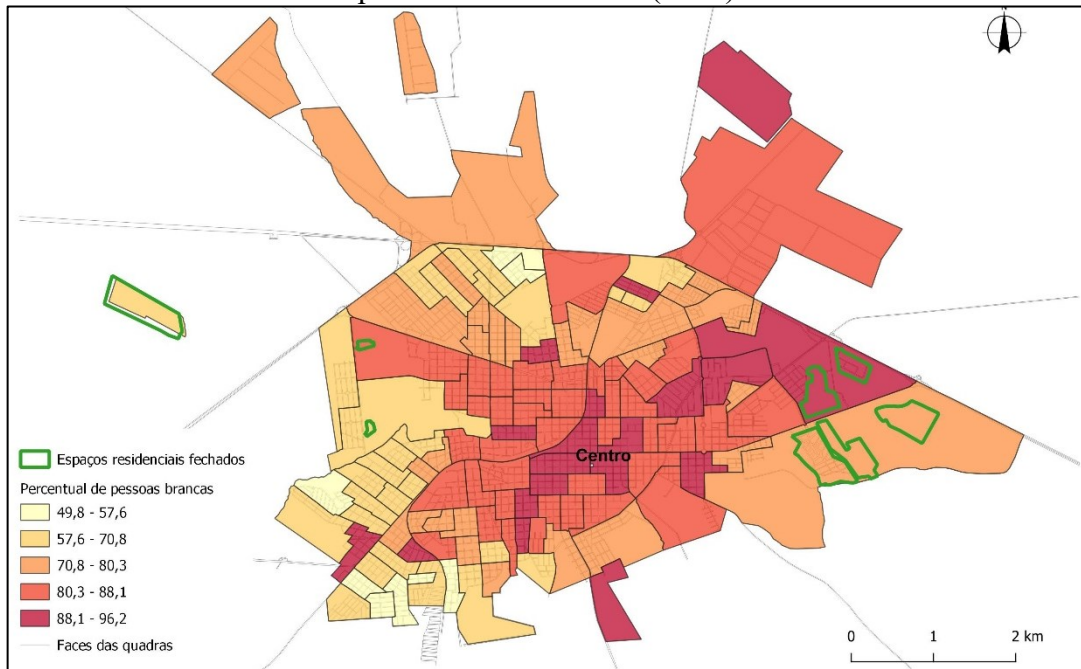 N
Centro
Espaços residenciais fechados
Percentual de pessoas brancas
49,8 - 57,6
57,6 - 70,8
70,8 - 80,3
80,3 - 88,1
88,1 - 96,2
Faces das quadras
0 1 2 km